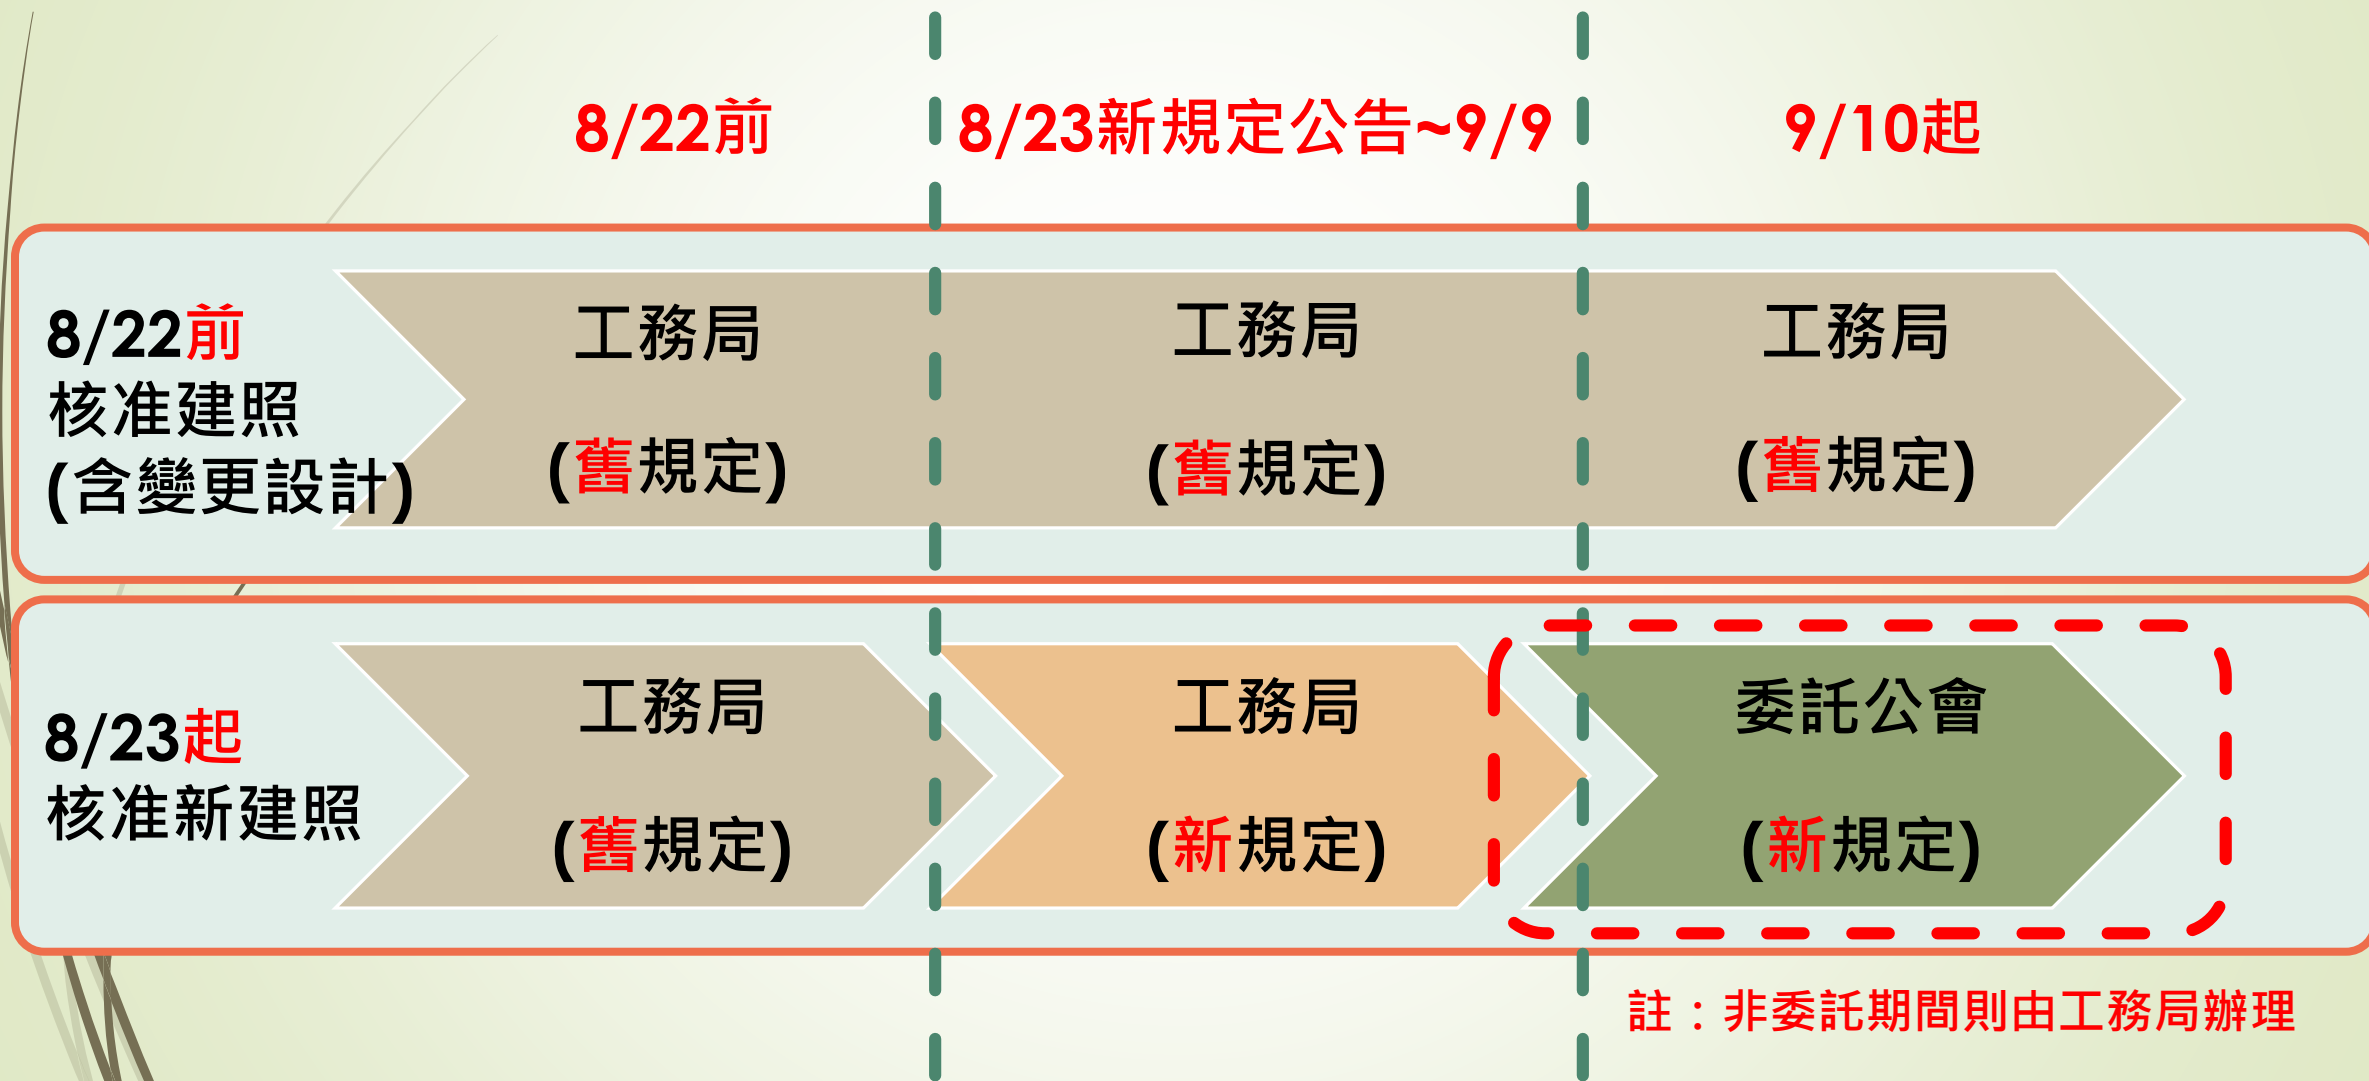 8/22前
8/23新規定公告~9/9
9/10起
8/22前
核准建照
(含變更設計)
工務局
(舊規定)
工務局
(舊規定)
工務局
(舊規定)
8/23起
核准新建照
工務局
(舊規定)
工務局
(新規定)
委託公會
(新規定)
註：非委託期間則由工務局辦理